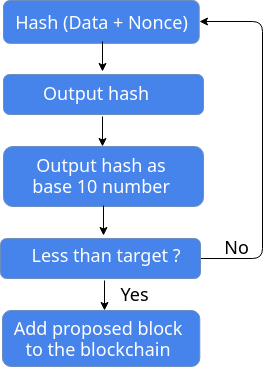 Hash (Data + Nonce)
Output hash
Output hash as
base 10 number
Less than target ?
No
Yes
Add proposed block
to the blockchain